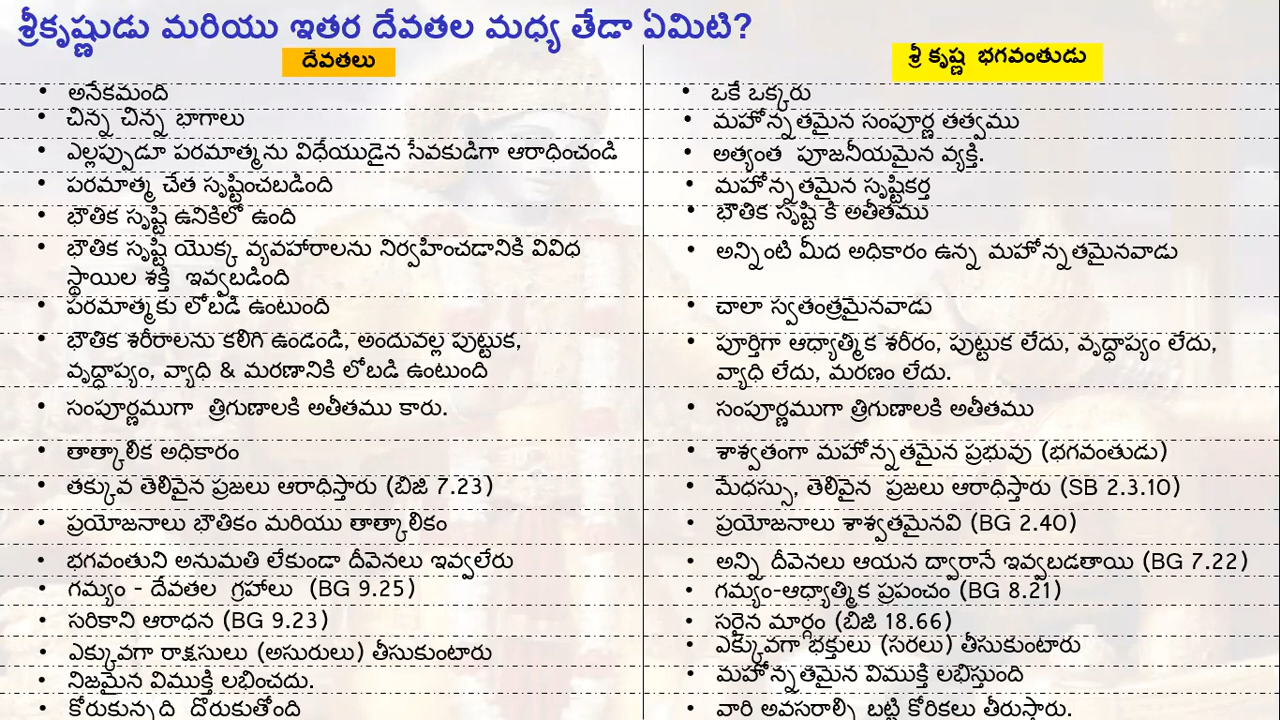 శ్రీకృష్ణుడు మరియు ఇతర దేవతల మధ్య తేడా ఏమిటి?
దేవతలు
శ్రీ కృష్ణ భగవంతుడు
• అనేకమంది
• ఒకే ఒక్కరు
• చిన్న చిన్న భాగాలు
• మహోన్నతమైన సంపూర్ణ తత్వము
• ఎల్లప్పుడూ పరమాత్మను విధేయుడైన సేవకుడిగా ఆరాధించండి
• అత్యంత పూజనీయమైన వ్యక్తి.
• పరమాత్మ చేత సృష్టించబడింది
• మహోన్నతమైన సృష్టికర్త
• భౌతిక సృష్టి ఉనికిలో ఉంది
• భౌతిక సృష్టి కి అతీతము
• భౌతిక సృష్టి యొక్క వ్యవహారాలను నిర్వహించడానికి వివిధ
స్థాయిల శక్తి ఇవ్వబడింది
• అన్నింటి మీద అధికారం ఉన్న మహోన్నతమైనవాడు
• పరమాత్మకు లోబడి ఉంటుంది
• చాలా స్వతంత్రమైనవాడు
• భౌతిక శరీరాలను కలిగి ఉండండి, అందువల్ల పుట్టుక,
వృద్ధాప్యం, వ్యాధి & మరణానికి లోబడి ఉంటుంది
• పూర్తిగా ఆధ్యాత్మిక శరీరం, పుట్టుక లేదు, వృద్ధాప్యం లేదు,
వ్యాధి లేదు, మరణం లేదు.
• సంపూర్ణముగా త్రిగుణాలకి అతీతము కారు.
• సంపూర్ణముగా త్రిగుణాలకి అతీతము
• తాత్కాలిక అధికారం
• శాశ్వతంగా మహోన్నతమైన ప్రభువు (భగవంతుడు)
• తక్కువ తెలివైన ప్రజలు ఆరాధిస్తారు (బిజి 7.23)
• మేధస్సు, తెలివైన ప్రజలు ఆరాధిస్తారు (SB 2.3.10)
• ప్రయోజనాలు భౌతికం మరియు తాత్కాలికం
• ప్రయోజనాలు శాశ్వతమైనవి (BG 2.40)
• భగవంతుని అనుమతి లేకుండా దీవెనలు ఇవ్వలేరు
• అన్ని దీవెనలు ఆయన ద్వారానే ఇవ్వబడతాయి (BG 7.22)
• గమ్యం - దేవతల గ్రహాలు (BG 9.25)
• గమ్యం-ఆధ్యాత్మిక ప్రపంచం (BG 8.21)
• సరికాని ఆరాధన (BG 9.23)
• సరైన మార్గం (బిజి 18.66)
• ఎక్కువగా రాక్షసులు (అసురులు) తీసుకుంటారు
• ఎక్కువగా భక్తులు (సరలు) తీసుకుంటారు
• నిజమైన విముక్తి లభించదు.
• మహోన్నతమైన విముక్తి లభిస్తుంది
• కోరుకున్నది దొరుకుతోంది
• వారి అవసరాల్ని బట్టి కోరికలు తీరుస్తారు.